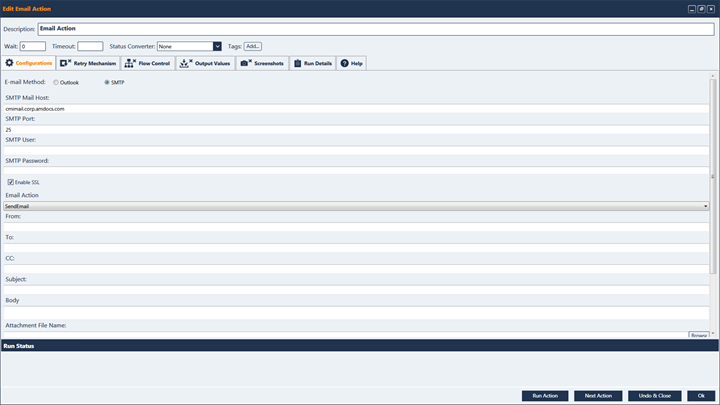 Edit Email Action
Description: Email Action
Wait: 0 Timeout: Status Converter: None Tags: Add...
Configurations Retry Mechanism Flow Control Output Values Screenshots Run Details Help
E-mail Method: Outlook SMTP
SMTP Mail Host:
cmimail.corp.amdocs.com
SMTP Port:
25
SMTP User:
SMTP Password:
Enable SSL
Email Action
SendEmail
From:
To:
CC:
Subject:
Body
Attachment File Name:
Browse
Run Status
Run Action Next Action Undo & Close Ok